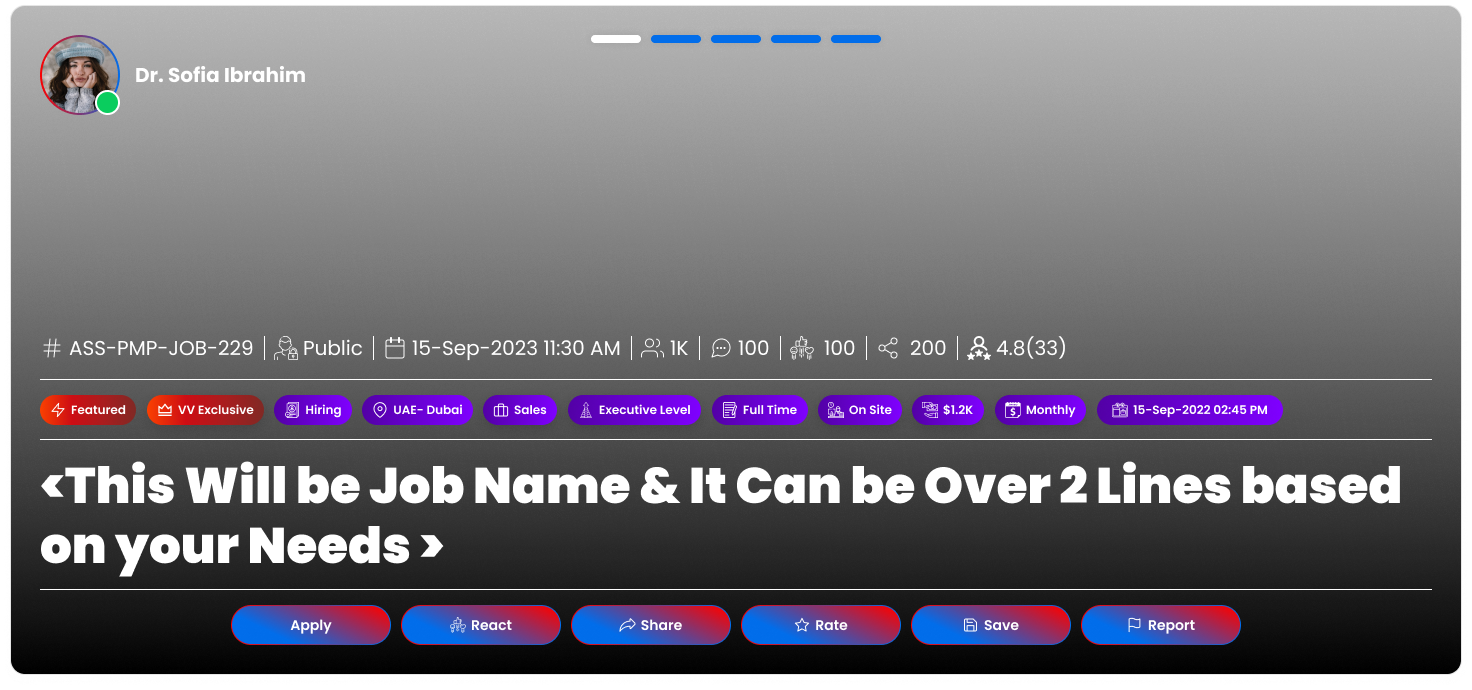 Dr. Sofia Ibrahim
# ASS-PMP-JOB-229 | Public | 15-Sep-2023 11:30 AM | 1K | 100 | 100 | 200 | 4.8(33)
Featured VV Exclusive Hiring UAE- Dubai Sales Executive Level Full Time On Site $1.2K Monthly 15-Sep-2022 02:45 PM
<This Will be Job Name & It Can be Over 2 Lines based
on your Needs >
Apply React Share Rate Save Report